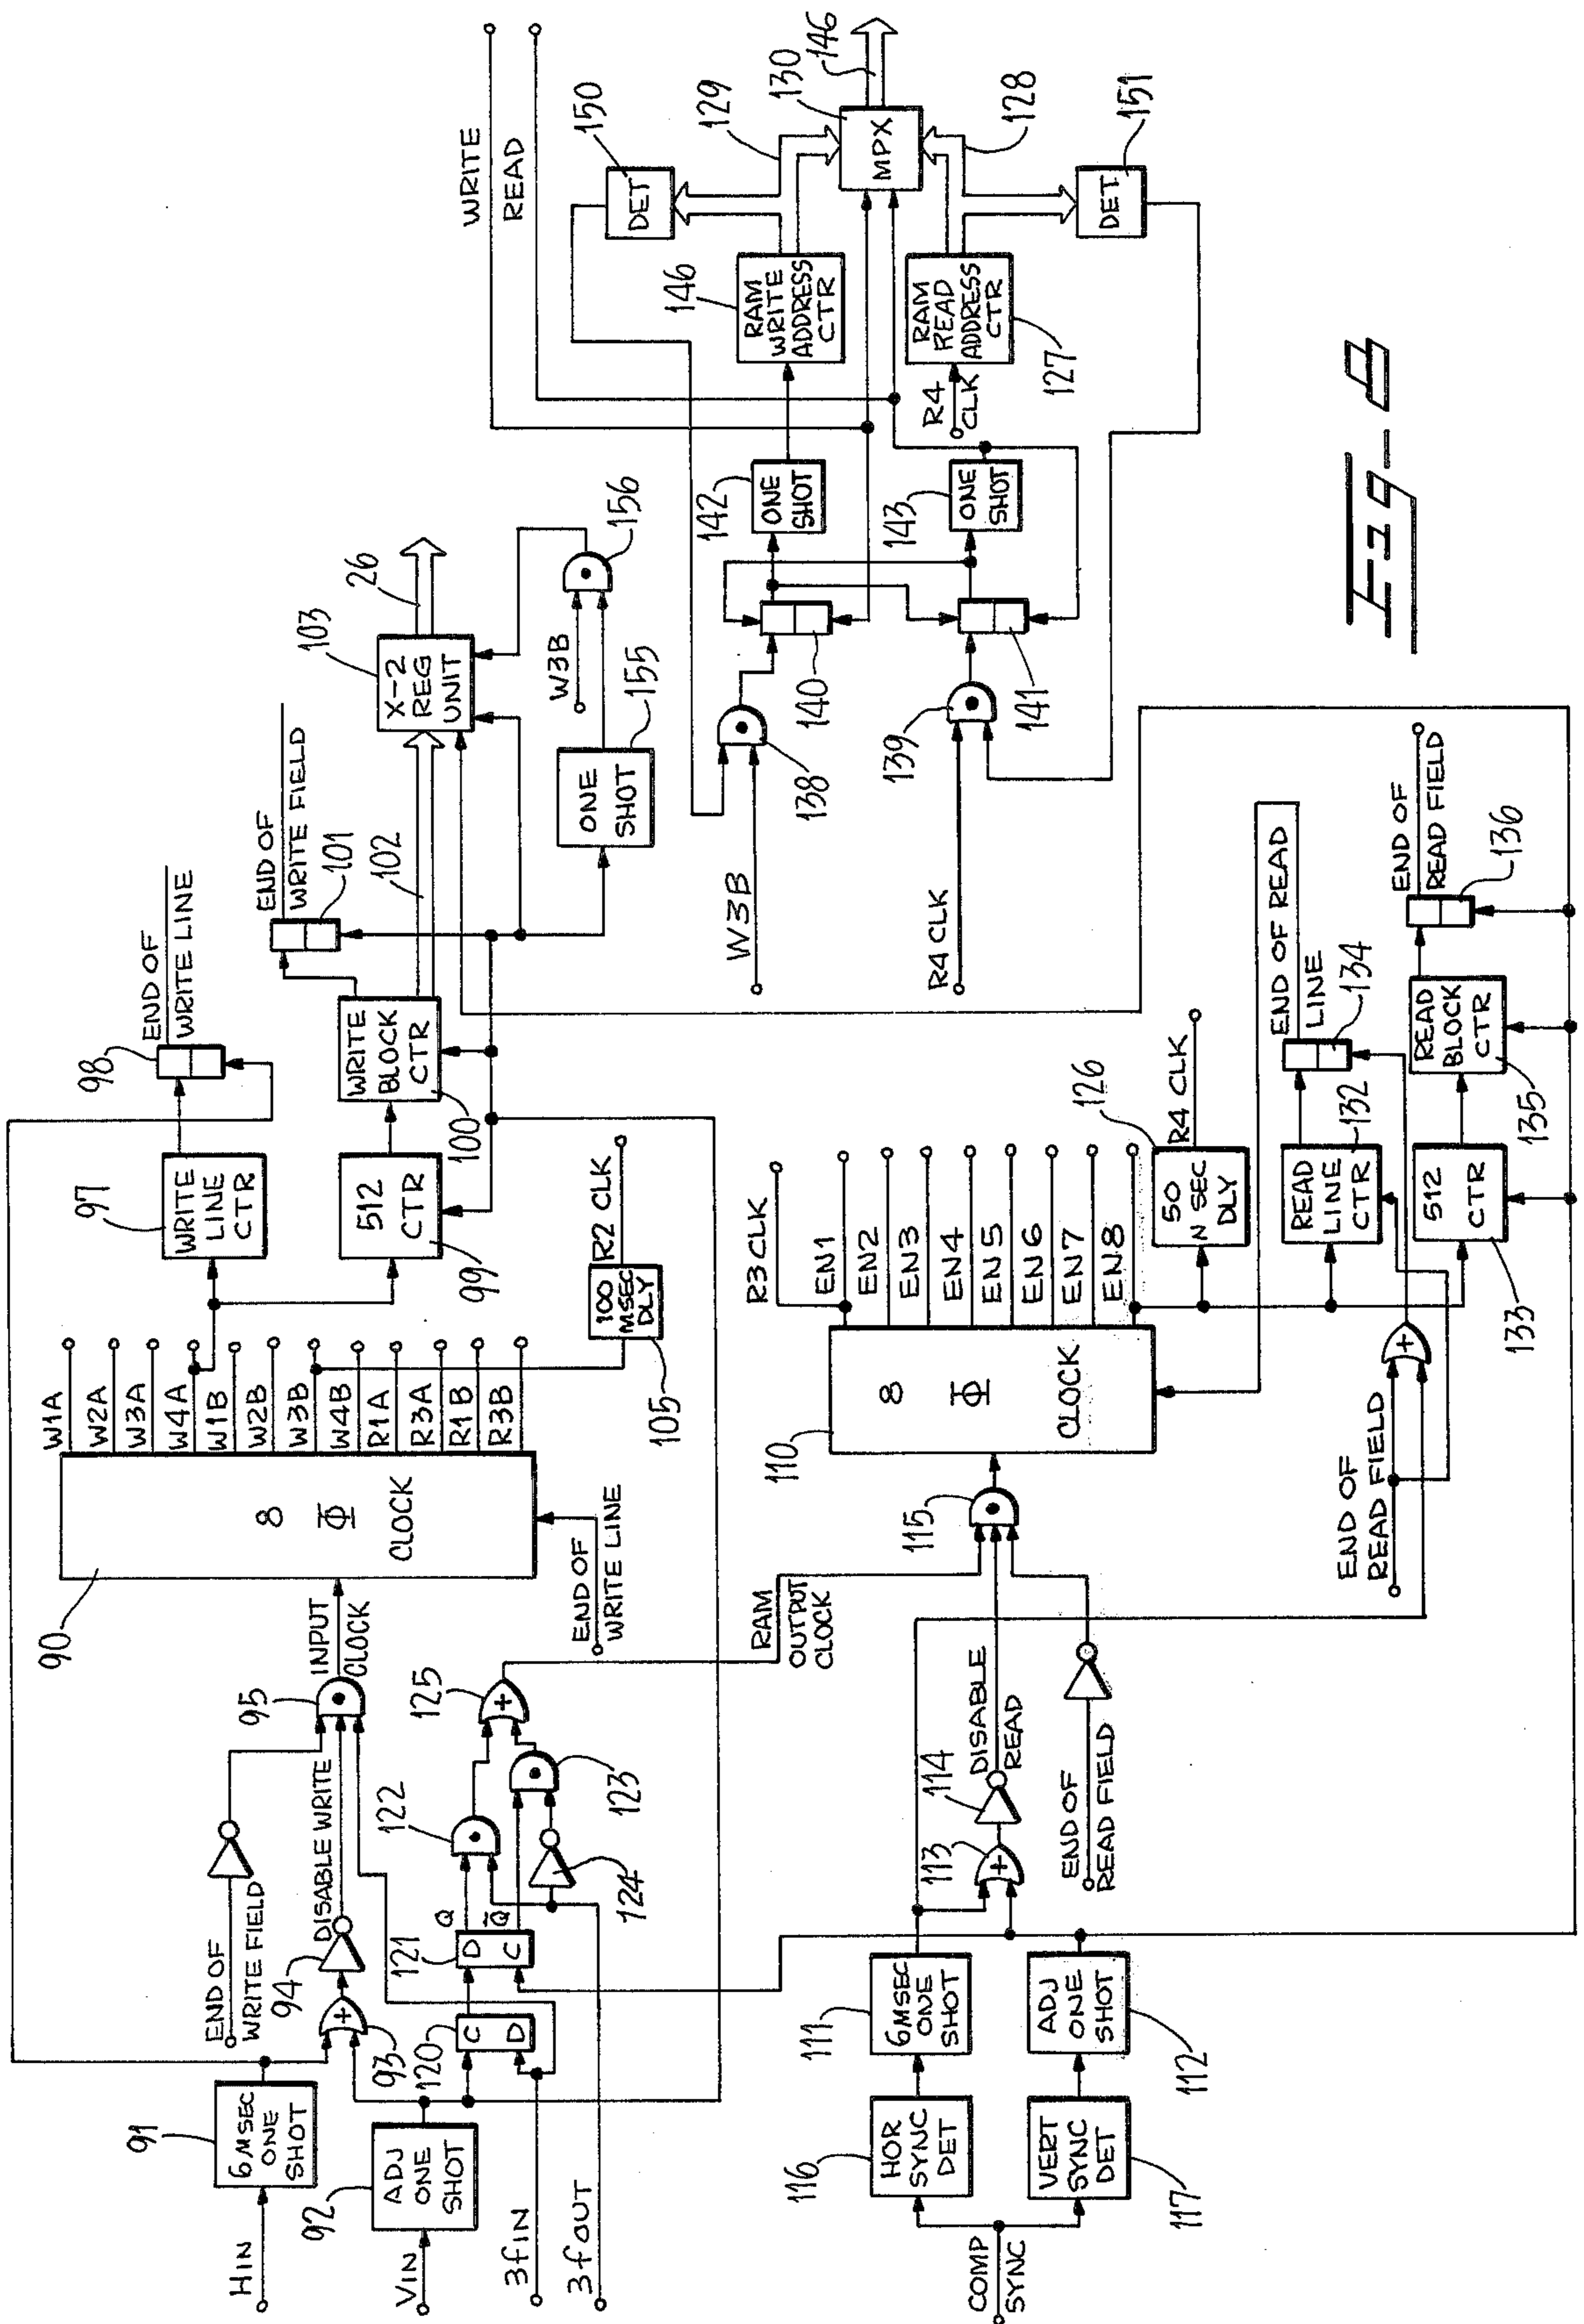 HIN
91
6 MSEC
ONE
SHOT
VIN
92
ADJ
ONE
SHOT
3fIN
3fOUT
END OF
WRITE FIELD
94
93
DISABLE WRITE
95
INPUT
CLOCK
90
8
Φ
CLOCK
END OF
WRITE LINE
W1A
W2A
W3A
W4A
W1B
W2B
W3B
W4B
R1A
R3A
R1B
R3B
120
C
D
121
D
C
Q
Q̅
122
123
124
125
RAM
OUTPUT
CLOCK
97
WRITE
LINE
CTR
98
END OF
WRITE LINE
512
CTR
99
WRITE
BLOCK
CTR
100
END OF
WRITE FIELD
101
102
103
X-2
REG
UNIT
26
100
MSEC
DLY
105
R2 CLK
ONE
SHOT
155
W3B
156
WRITE
READ
COMP
SYNC
116
HOR
SYNC
DET
111
6 MSEC
ONE
SHOT
VERT
SYNC
DET
117
ADJ
ONE
SHOT
112
113
114
DISABLE
READ
END OF
READ FIELD
115
110
8
Φ
CLOCK
R3 CLK
EN1
EN2
EN3
EN4
EN5
EN6
EN7
EN8
50
N SEC
DLY
126
R4 CLK
READ
LINE
CTR
132
END OF READ
LINE
134
512
CTR
133
READ
BLOCK
CTR
135
END OF
READ FIELD
136
END OF
READ FIELD
W3B
138
R4 CLK
139
140
141
142
ONE
SHOT
143
ONE
SHOT
146
RAM
WRITE
ADDRESS
CTR
RAM
READ
ADDRESS
CTR
127
R4
CLK
DET
150
129
MPX
130
146
128
DET
151
Fig-8